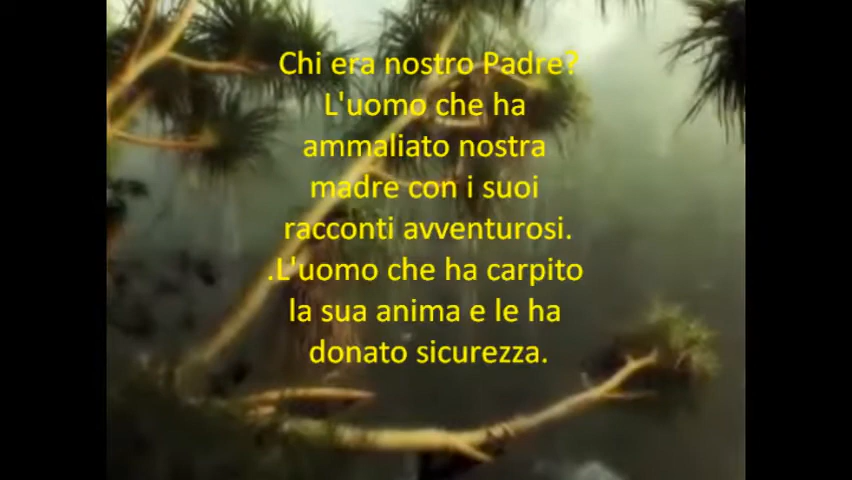 Chi era nostro Padre?
L'uomo che ha
ammaliato nostra
madre con i suoi
racconti avventurosi.
.L'uomo che ha carpito
la sua anima e le ha
donato sicurezza.